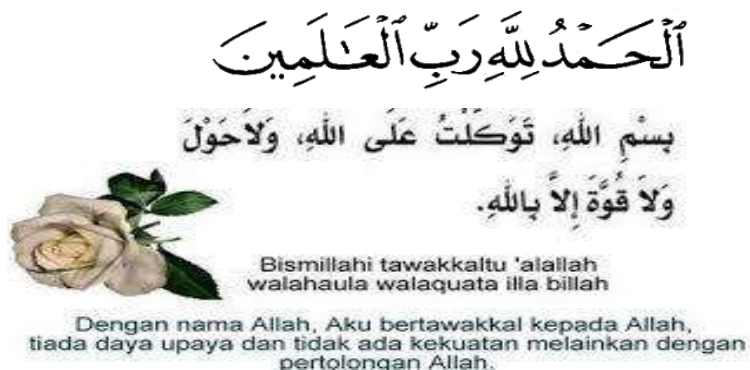 ٱلْحَمْدُ لِلَّهِ رَبِّ ٱلْعَـٰلَمِينَ
بِسْمِ اللهِ، تَوَكَّلْتُ عَلَى اللهِ، وَلاَحَوْلَ
وَلاَ قُوَّةَ إِلاَّ بِاللهِ.
Bismillahi tawakkaltu 'alallah
walahaula walaquata illa billah
Dengan nama Allah, Aku bertawakkal kepada Allah,
tiada daya upaya dan tidak ada kekuatan melainkan dengan
pertolongan Allah.